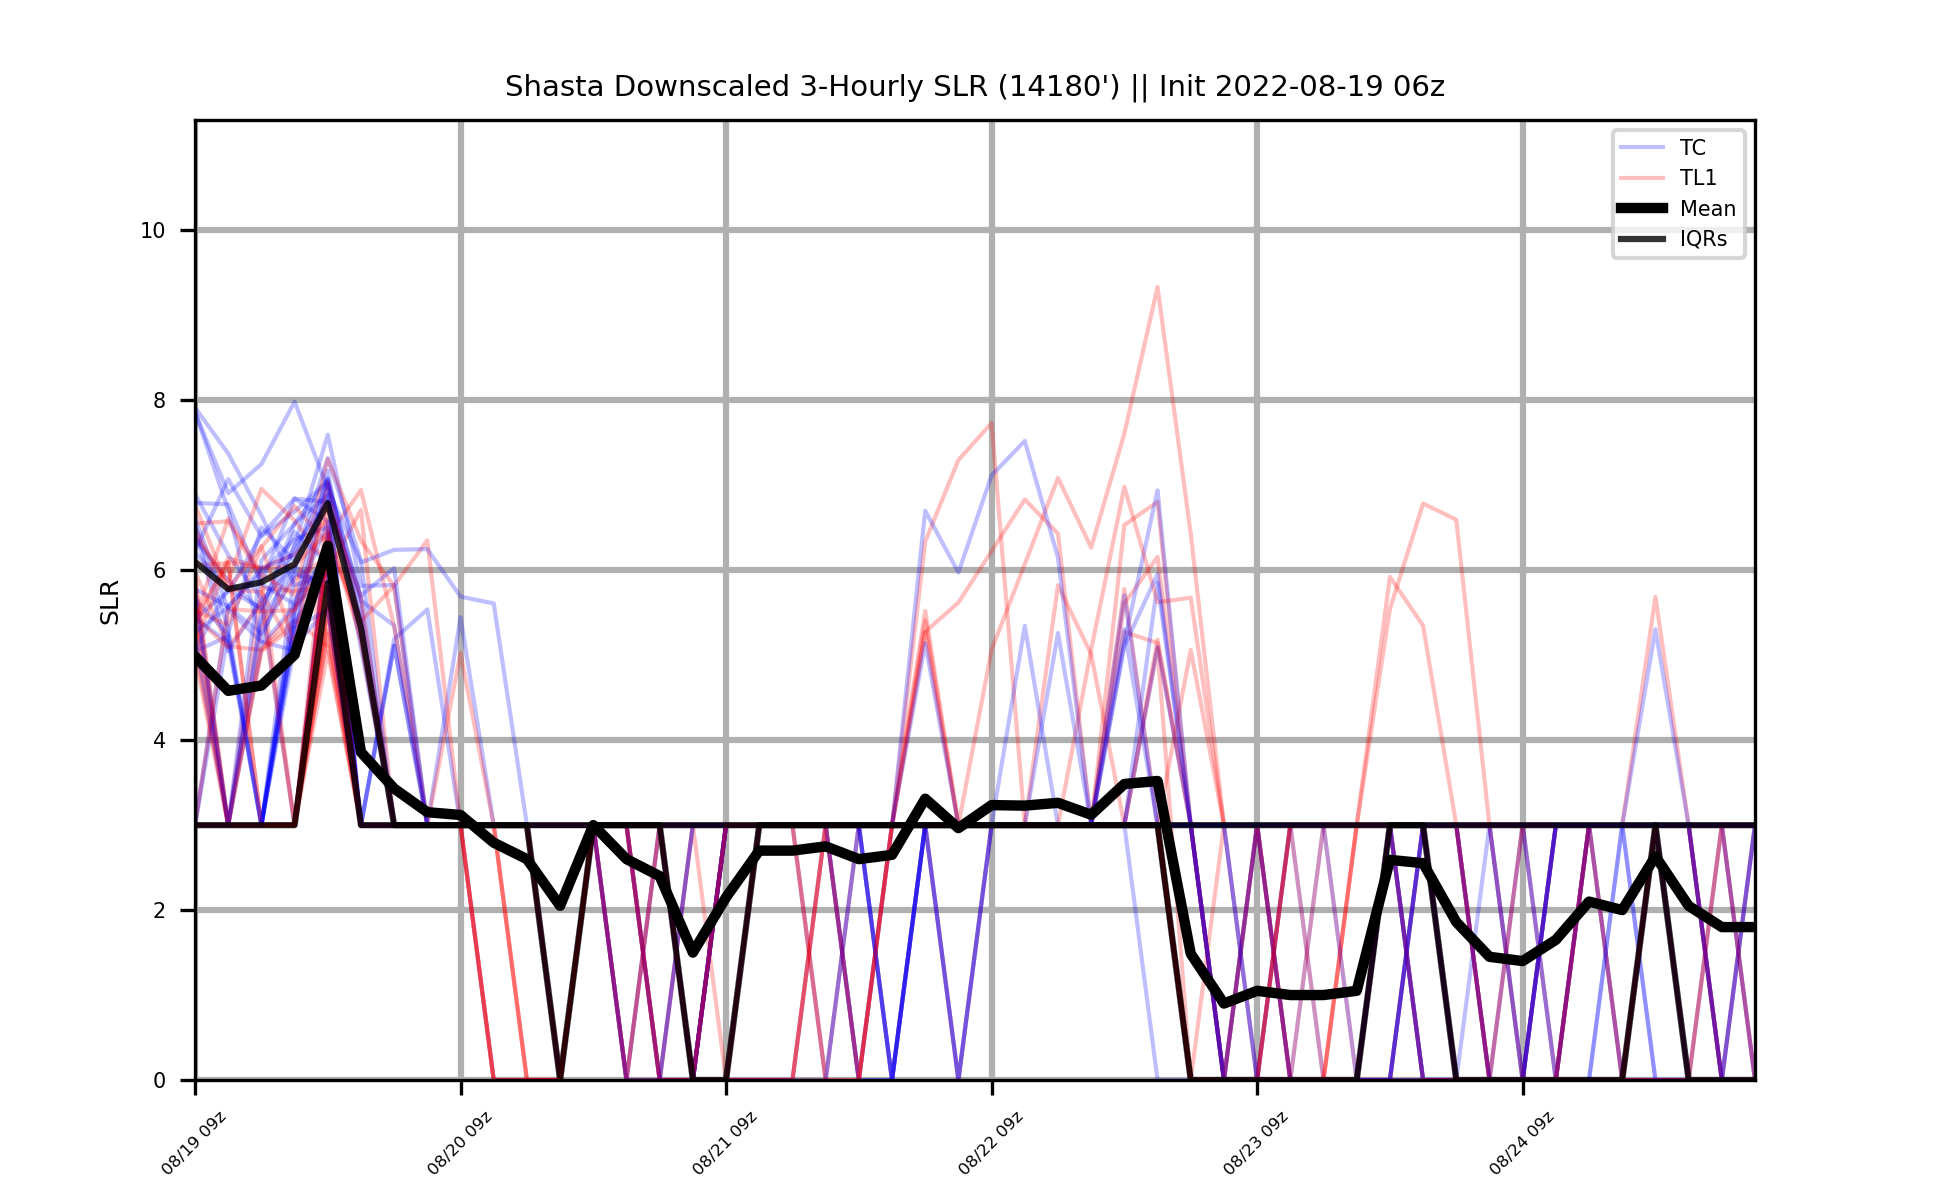 Shasta Downscaled 3-Hourly SLR (14180') || Init 2022-08-19 06z
TC
TL1
Mean
IQRs
10
8
6
4
2
0
SLR
08/19 09z
08/20 09z
08/21 09z
08/22 09z
08/23 09z
08/24 09z